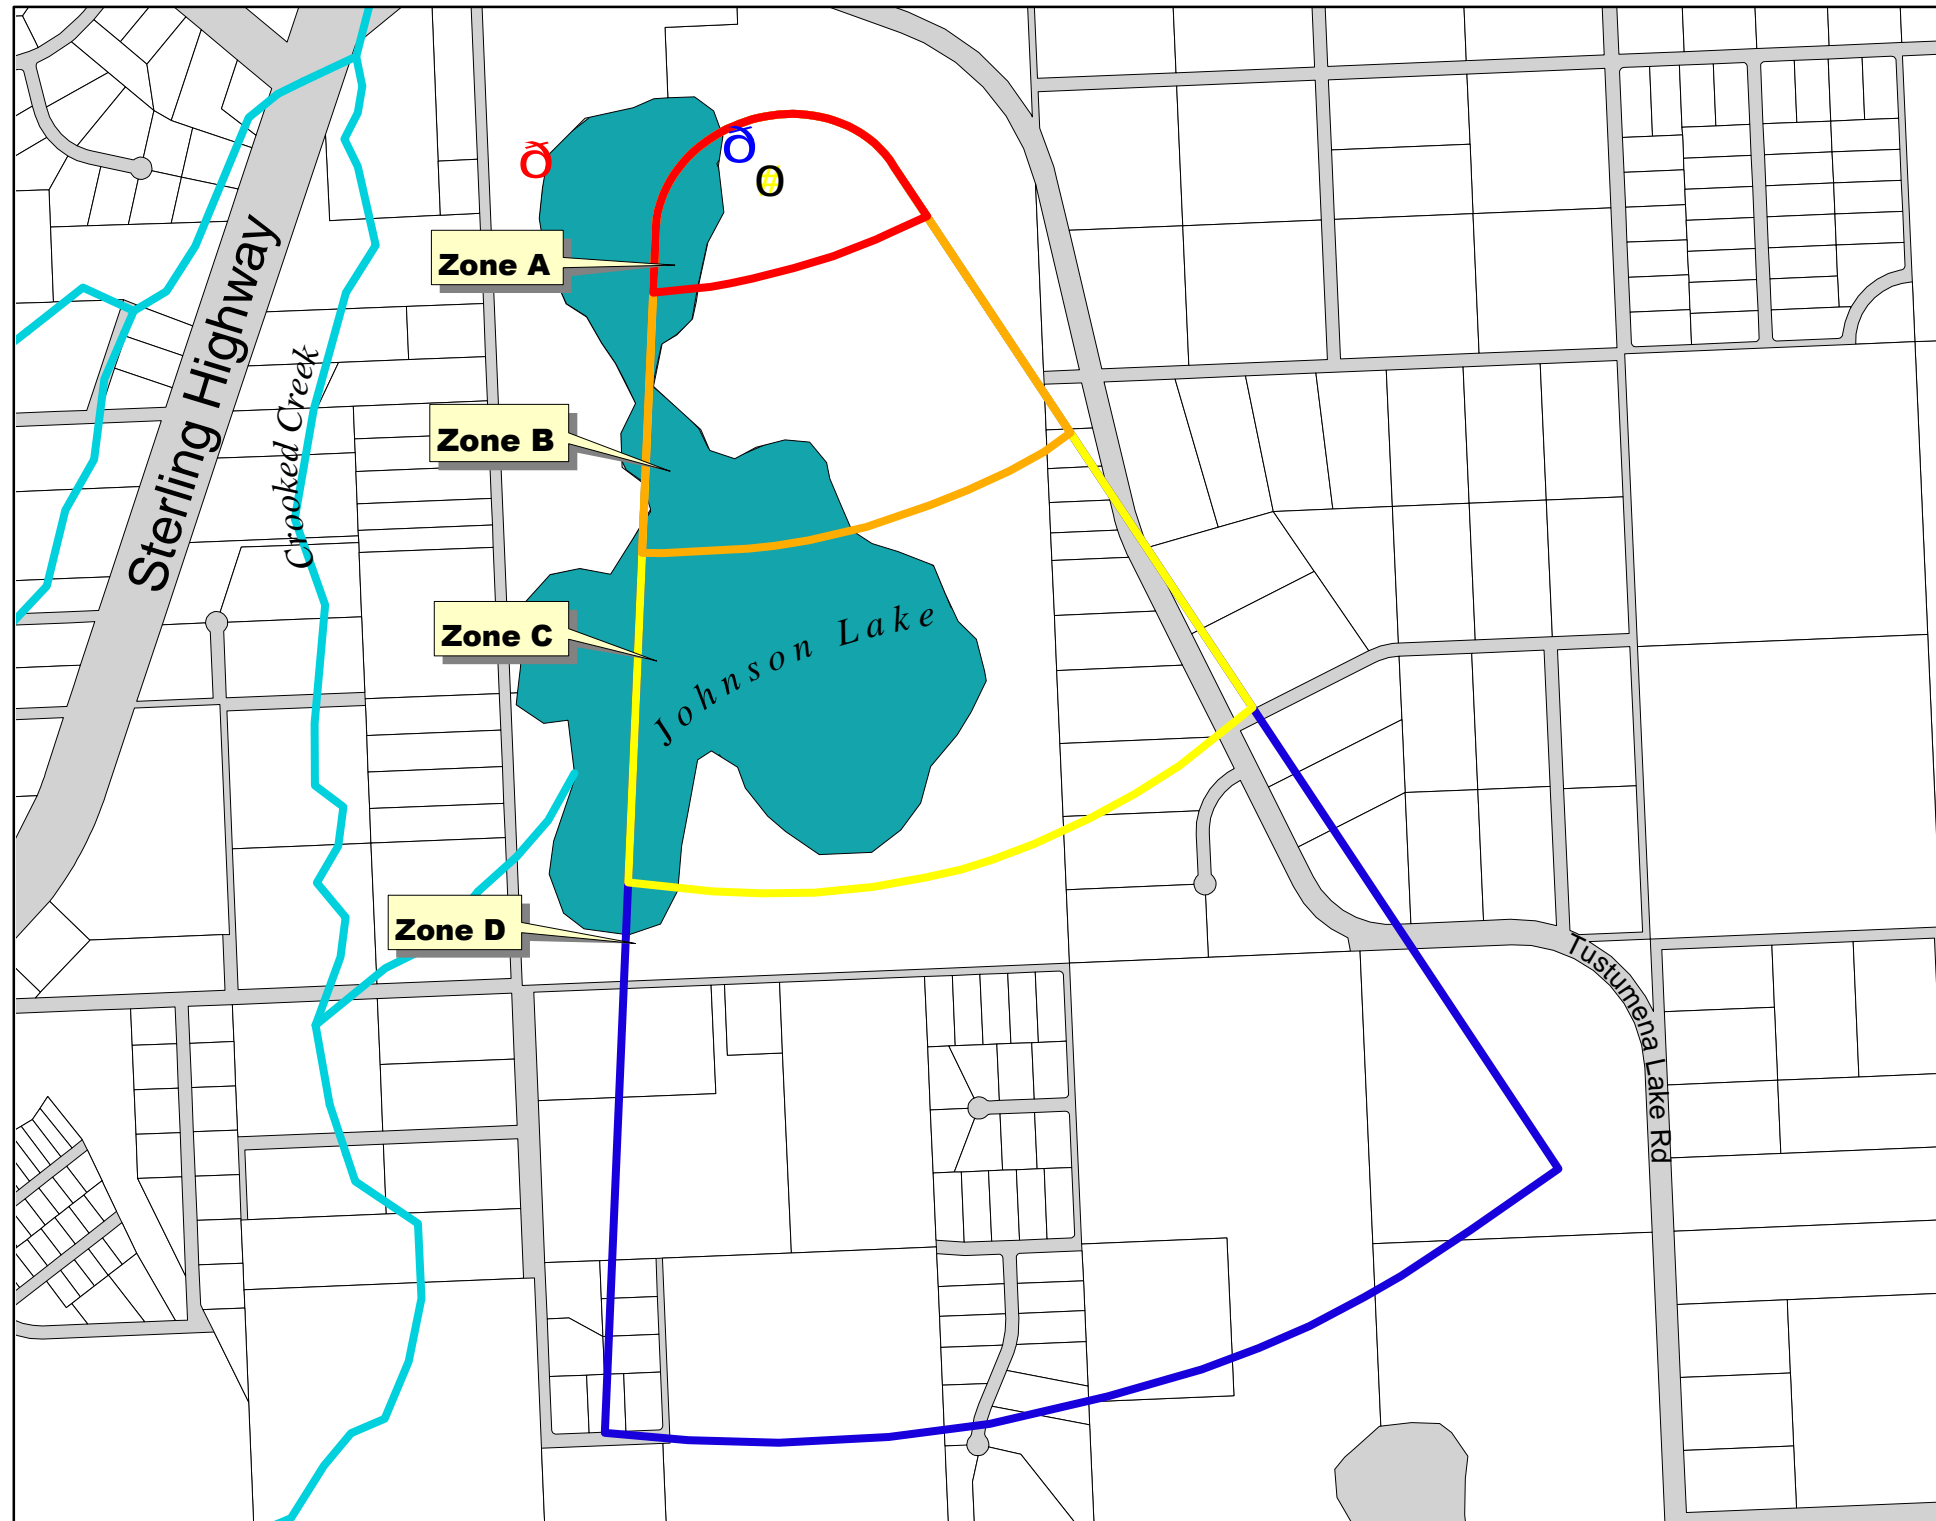 ð
ð
O
Zone A
Sterling Highway
Crooked Creek
Zone B
Zone C
Johnson Lake
Zone D
Tustumena Lake Rd